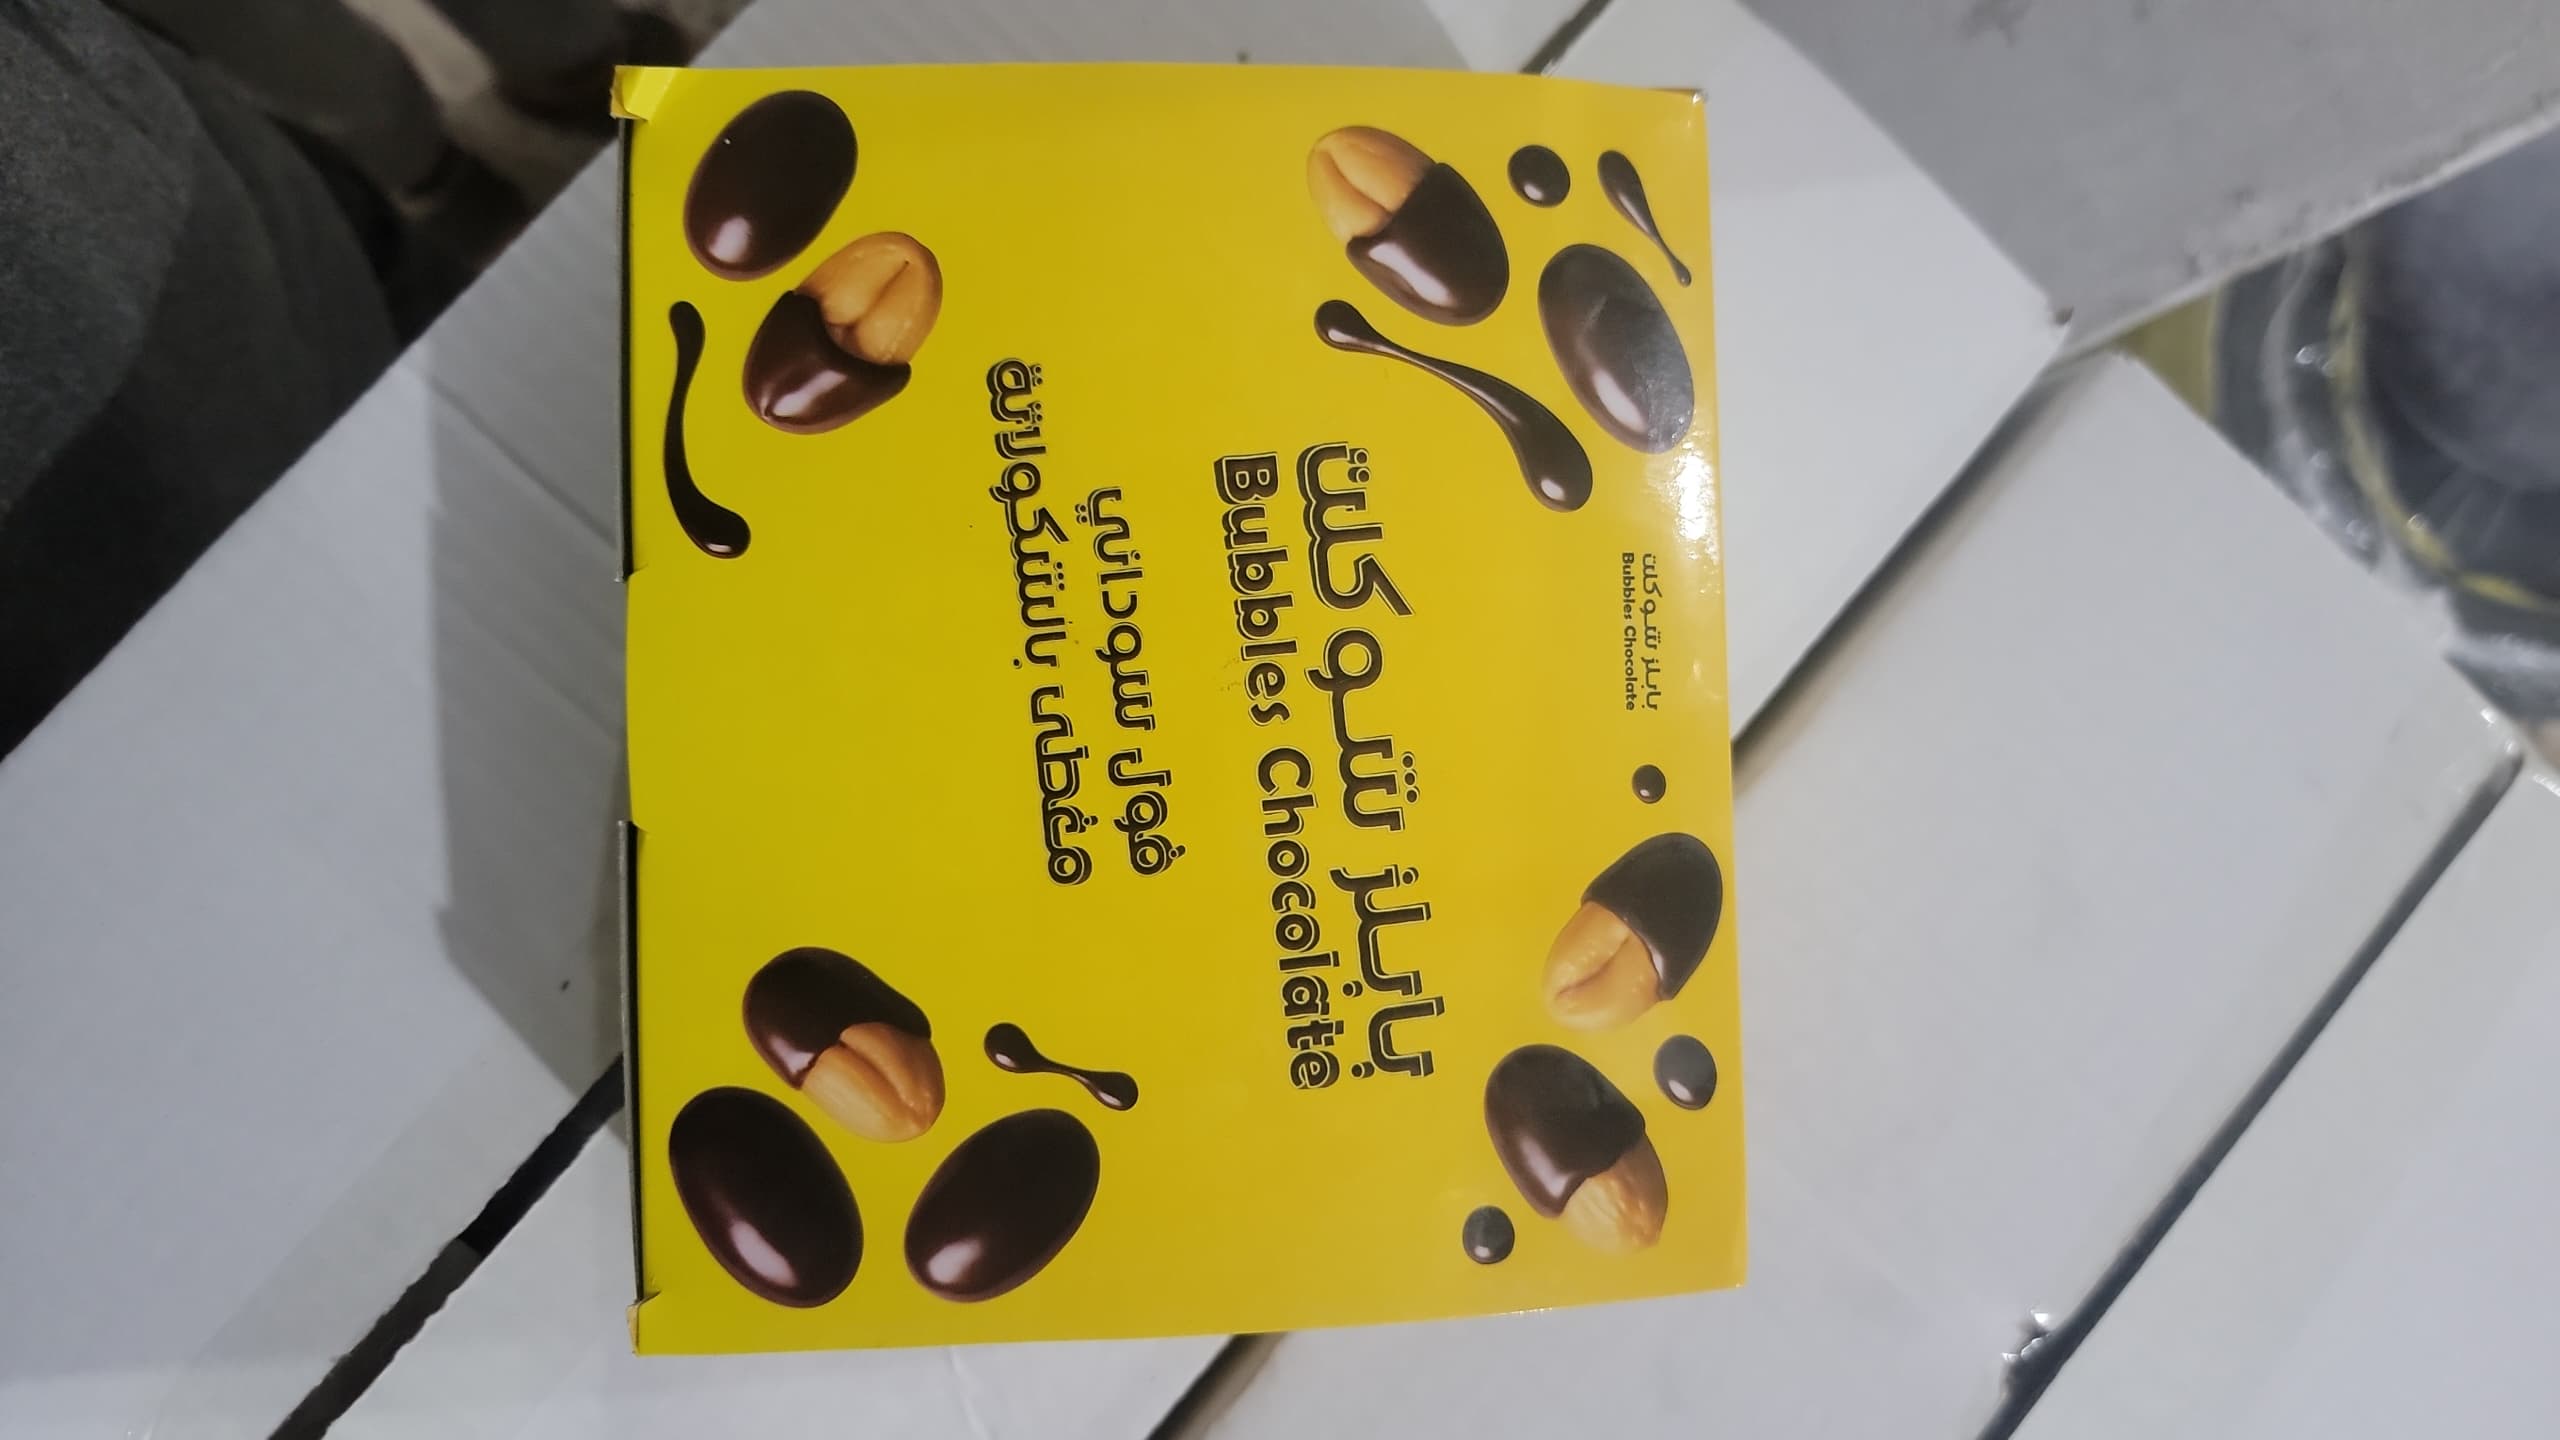 بابلز شوكلت
Bubbles Chocolate
بابلز شوكلت
Bubbles Chocolate
فول سوداني
مغطى بالشكولاتة